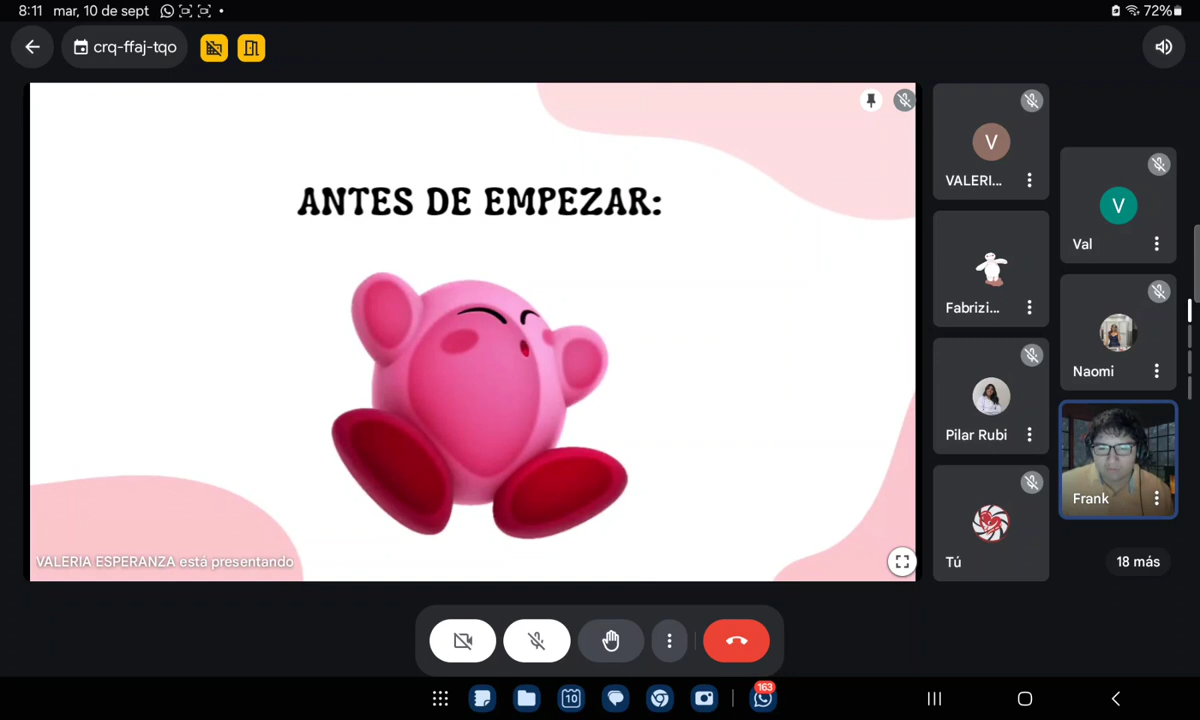 8:11 mar, 10 de sept
72%
crq-ffaj-tqo
ANTES DE EMPEZAR:
VALERIA ESPERANZA está presentando
VALERI...
V
Val
V
Fabrizi...
Naomi
Pilar Rubi
Frank
Tú
18 más
10
163